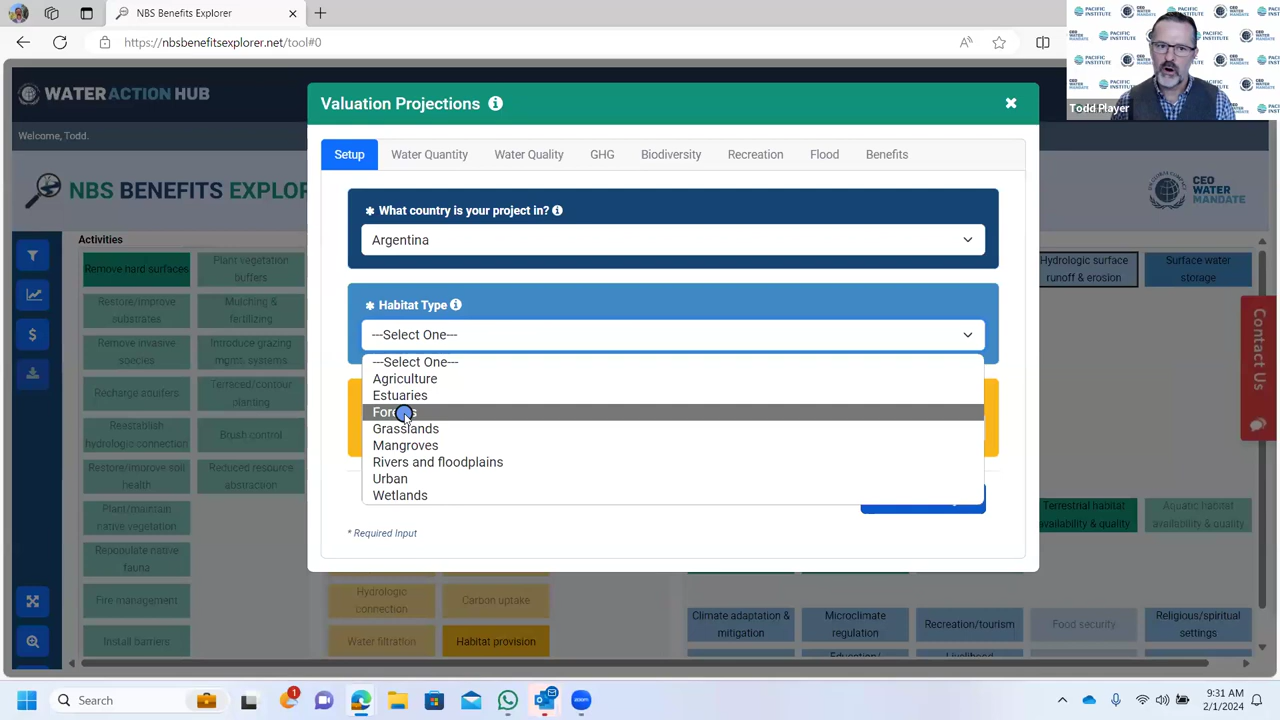 NBS Benefits Explorer
https://nbsbenefitsexplorer.net/tool#0
PACIFIC INSTITUTE
CEO WATER MANDATE
Todd Player
WATERACTION HUB
Welcome, Todd.
NBS BENEFITS EXPLOR
CEO
WATER
MANDATE
Valuation Projections
Setup
Water Quantity
Water Quality
GHG
Biodiversity
Recreation
Flood
Benefits
✱ What country is your project in?
Argentina
✱ Habitat Type
---Select One---
---Select One---
Agriculture
Estuaries
Grasslands
Mangroves
Rivers and floodplains
Urban
Wetlands
* Required Input
Activities
Remove hard surfaces
Plant vegetation
buffers
Restore/improve
substrates
Mulching &
fertilizing
Remove invasive
species
Introduce grazing
mgmt. systems
Recharge aquifers
Terraced/contour
planting
Reestablish
hydrologic connection
Brush control
Restore/improve soil
health
Reduced resource
abstraction
Plant/maintain
native vegetation
Repopulate native
fauna
Fire management
Install barriers
Hydrologic
connection
Carbon uptake
Water filtration
Habitat provision
Hydrologic surface
runoff & erosion
Surface water
storage
Terrestrial habitat
availability & quality
Aquatic habitat
availability & quality
Climate adaptation &
mitigation
Microclimate
regulation
Recreation/tourism
Food security
Religious/spiritual
settings
Contact Us
Search
1
9:31 AM
2/1/2024